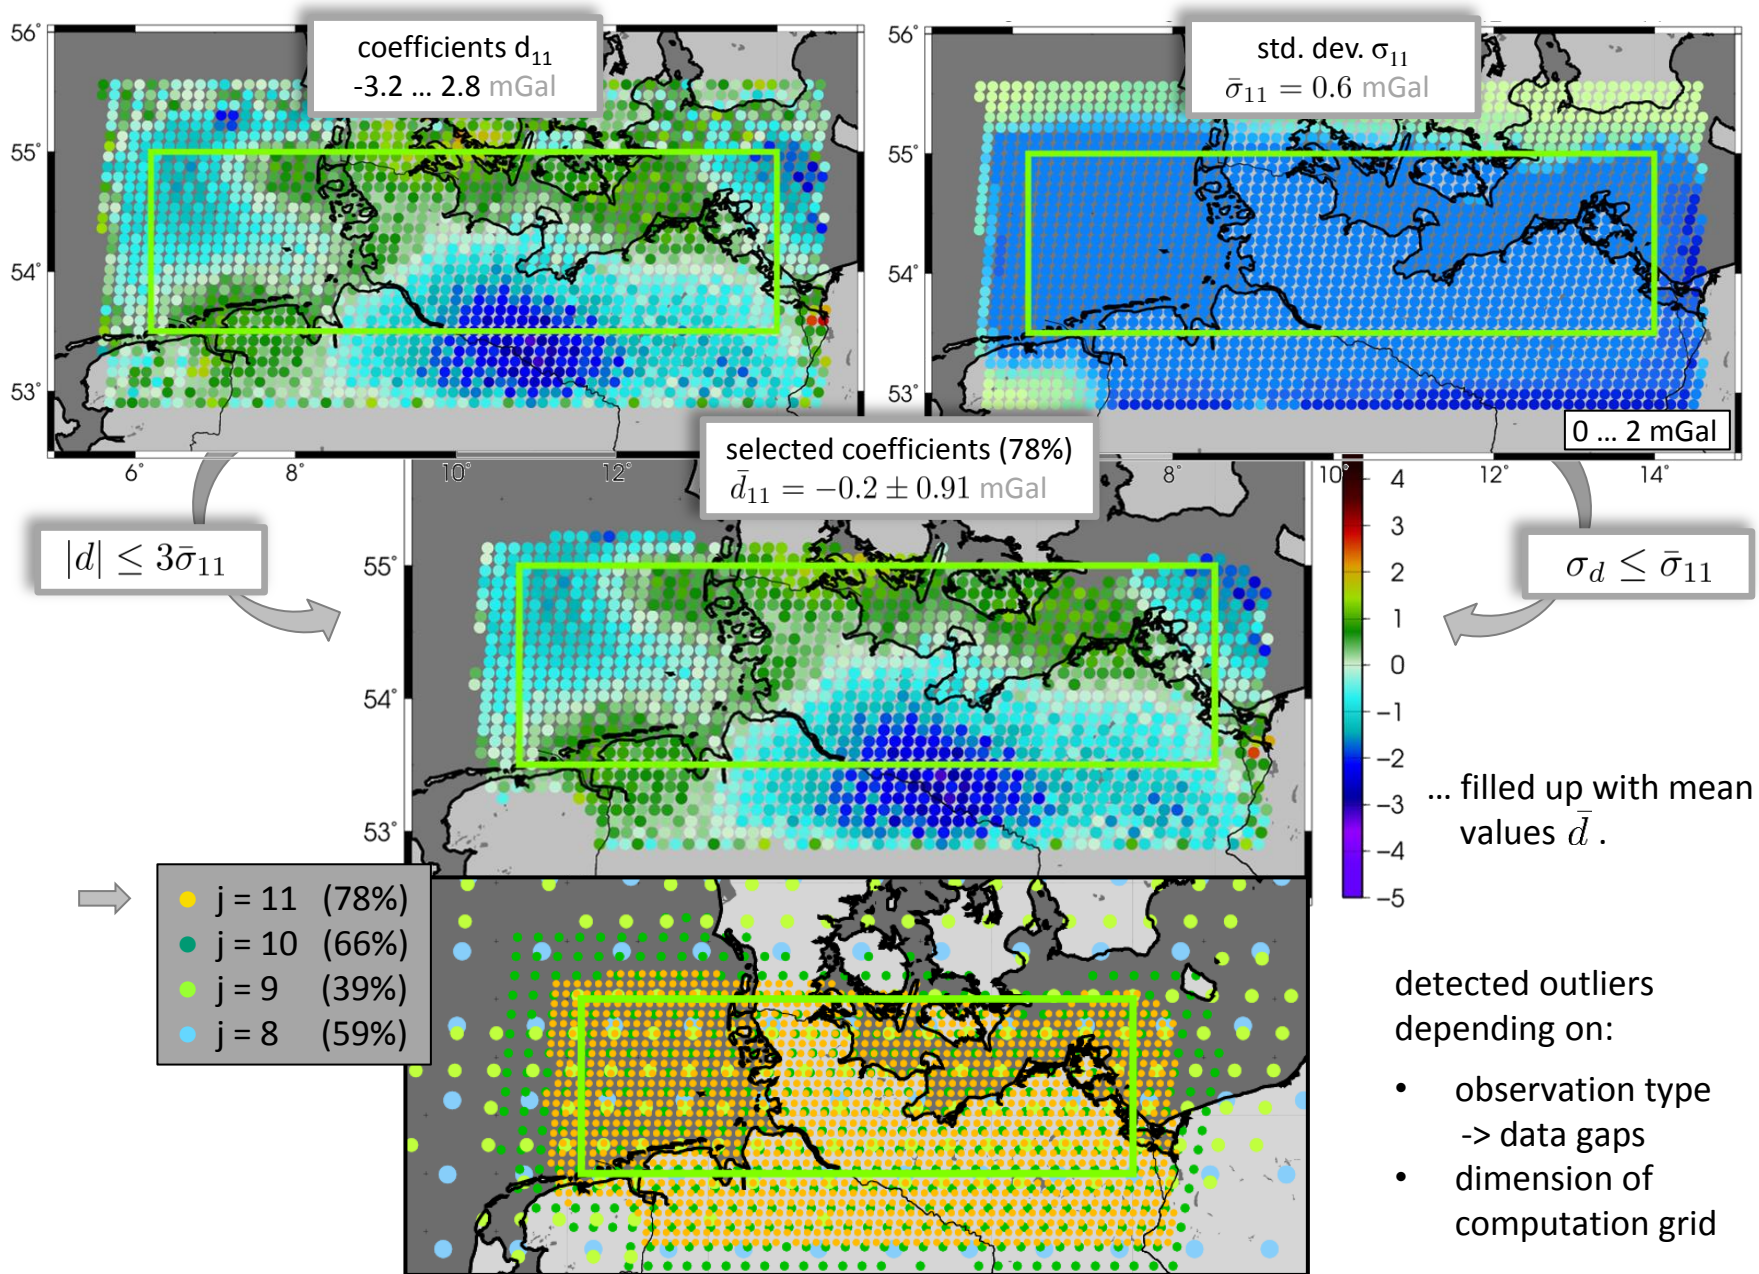 coefficients d11
-3.2 ... 2.8 mGal
std. dev. σ11
σ̄11 = 0.6 mGal
56°
55°
54°
53°
56°
55°
54°
53°
12
14
0 ... 2 mGal
6°
8°
10°
12°
8°
10°
12°
14°
selected coefficients (78%)
d̄11 = −0.2 ± 0.91 mGal
|d| ≤ 3σ̄11
σd ≤ σ̄11
55°
54°
53°
4
3
2
1
0
−1
−2
−3
−4
−5
... filled up with mean
values d̄ .
j = 11 (78%)
j = 10 (66%)
j = 9 (39%)
j = 8 (59%)
detected outliers
depending on:
• observation type
-> data gaps
• dimension of
computation grid